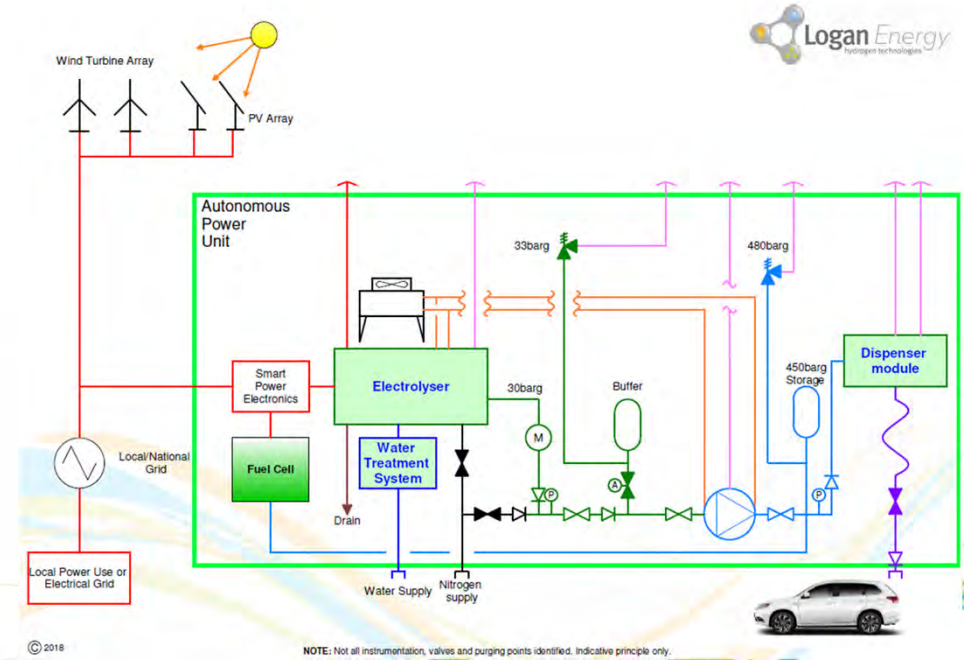 Logan Energy
hydrogen technologies
Wind Turbine Array
PV Array
Autonomous
Power
Unit
33barg
480barg
Smart
Power
Electronics
Electrolyser
30barg
Buffer
450barg
Storage
Dispenser
module
M
Local/National
Grid
Fuel Cell
Water
Treatment
System
A
P
P
Drain
Local Power Use or
Electrical Grid
Water Supply
Nitrogen
supply
© 2018
NOTE: Not all instrumentation, valves and purging points identified. Indicative principle only.